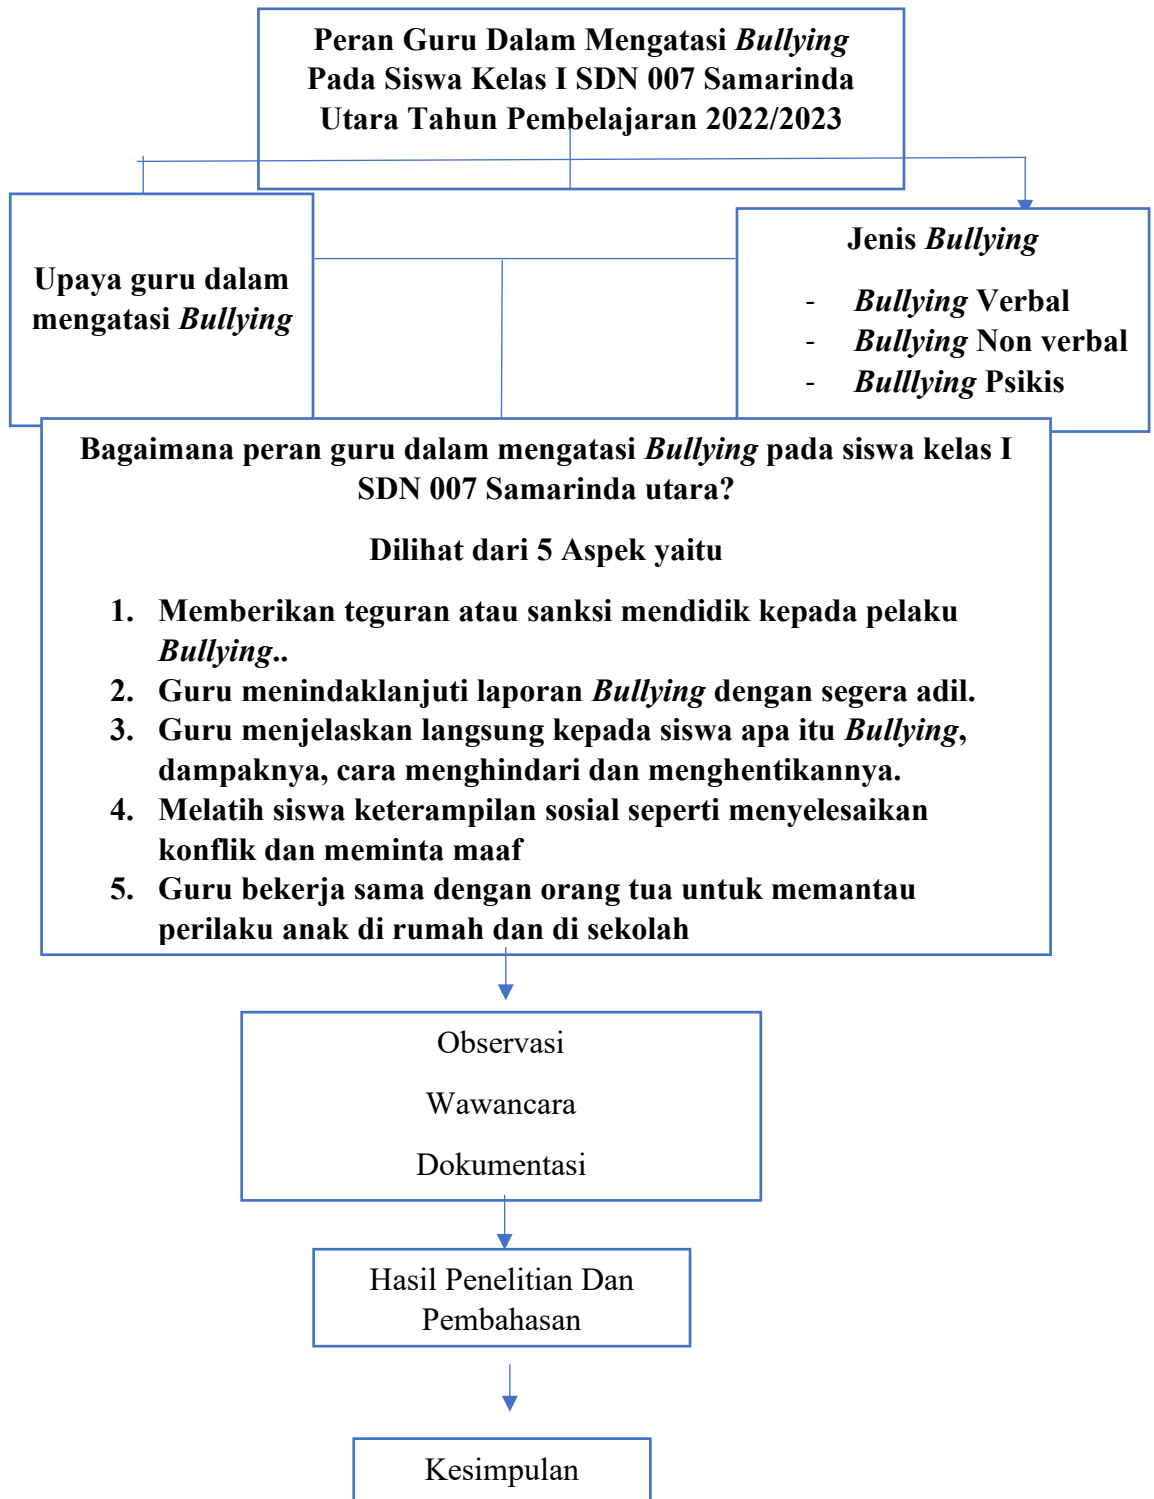 Peran Guru Dalam Mengatasi Bullying
Pada Siswa Kelas I SDN 007 Samarinda
Utara Tahun Pembelajaran 2022/2023
Upaya guru dalam
mengatasi Bullying
Jenis Bullying
- Bullying Verbal
- Bullying Non verbal
- Bulllying Psikis
Bagaimana peran guru dalam mengatasi Bullying pada siswa kelas I
SDN 007 Samarinda utara?
Dilihat dari 5 Aspek yaitu
1. Memberikan teguran atau sanksi mendidik kepada pelaku
Bullying..
2. Guru menindaklanjuti laporan Bullying dengan segera adil.
3. Guru menjelaskan langsung kepada siswa apa itu Bullying,
dampaknya, cara menghindari dan menghentikannya.
4. Melatih siswa keterampilan sosial seperti menyelesaikan
konflik dan meminta maaf
5. Guru bekerja sama dengan orang tua untuk memantau
perilaku anak di rumah dan di sekolah
Observasi
Wawancara
Dokumentasi
Hasil Penelitian Dan
Pembahasan
Kesimpulan